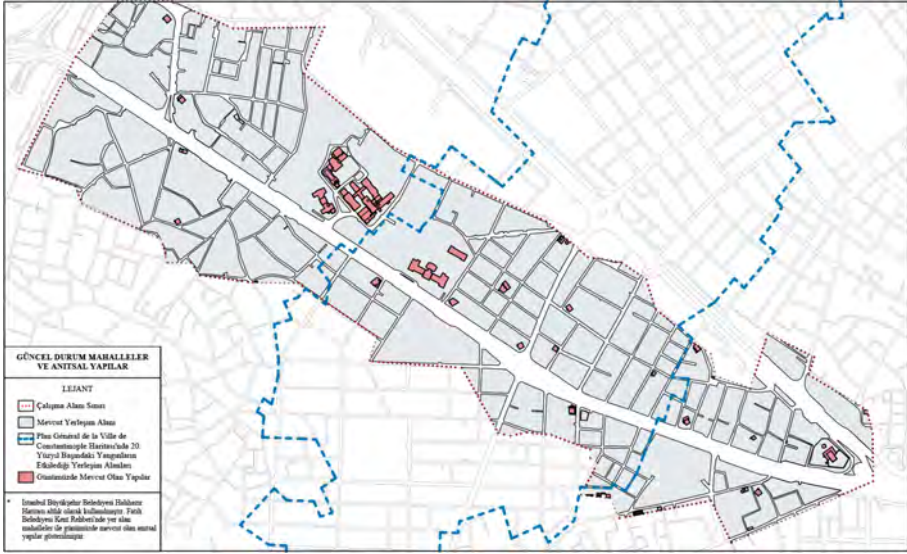 GÜNCEL DURUM MAHALLELER
VE ANITSAL YAPILAR
LEJANT
Çalışma Alanı Sınırı
Mevcut Yerleşim Alanı
Plan Général de la Ville de
Constantinople Haritası'nda 20.
Yüzyıl Başındaki Yangınların
Etkilediği Yerleşim Alanları
Günümüzde Mevcut Olan Yapılar
* İstanbul Büyükşehir Belediyesi Halihazır
Haritası altlık olarak kullanılmıştır. Fatih
Belediyesi Kent Rehberi'nde yer alan
mahalleler ile günümüzde mevcut olan anıtsal
yapılar gösterilmiştir.